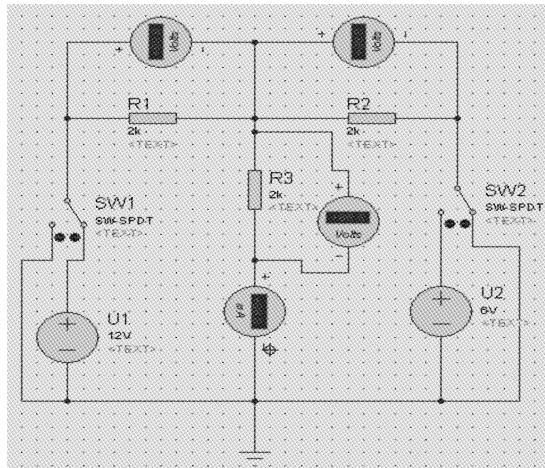 Volts
Volts
R1
2k
<TEXT>
R2
2k
<TEXT>
R3
2k
<TEXT>
Volts
SW1
SW-SPDT
<TEXT>
SW2
SW-SPDT
<TEXT>
U1
12V
<TEXT>
U2
6V
<TEXT>